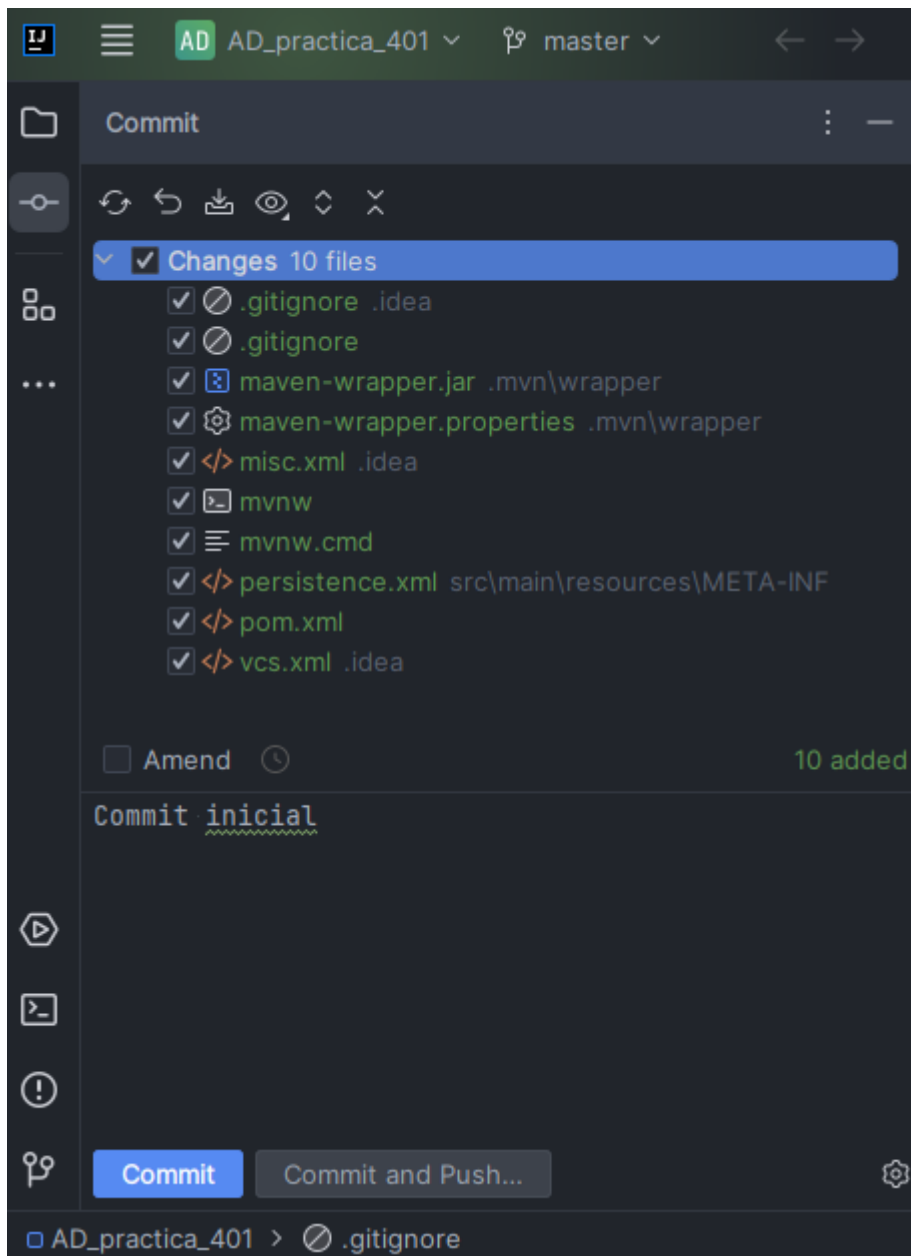 IJ
AD AD_practica_401 master
Commit
Changes 10 files
.gitignore .idea
.gitignore
maven-wrapper.jar .mvn\wrapper
maven-wrapper.properties .mvn\wrapper
misc.xml .idea
mvnw
mvnw.cmd
persistence.xml src\main\resources\META-INF
pom.xml
vcs.xml .idea
Amend 10 added
Commit inicial
Commit Commit and Push...
AD_practica_401 > .gitignore